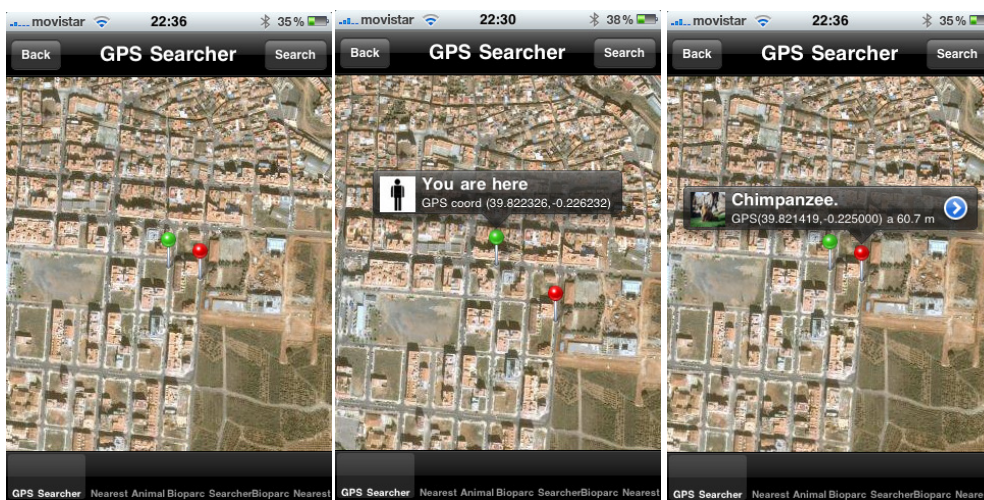 movistar 22:36 35 %
Back GPS Searcher Search
GPS Searcher Nearest Animal Bioparc Searcher Bioparc Nearest
movistar 22:30 38 %
Back GPS Searcher Search
You are here
GPS coord (39.822326,-0.226232)
GPS Searcher Nearest Animal Bioparc Searcher Bioparc Nearest
movistar 22:36 35 %
Back GPS Searcher Search
Chimpanzee.
GPS(39.821419,-0.225000) a 60.7 m
GPS Searcher Nearest Animal Bioparc Searcher Bioparc Neare